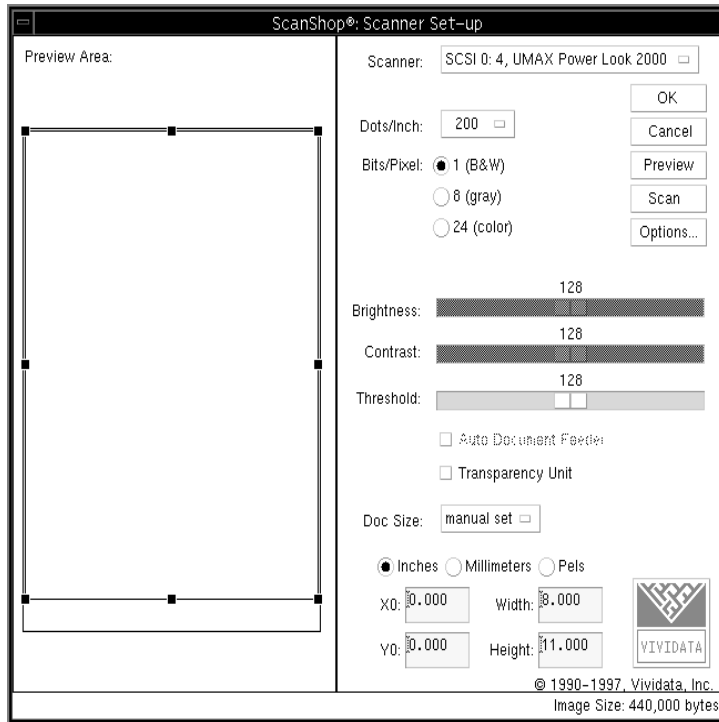 ScanShop®: Scanner Set-up
Preview Area:
Scanner: SCSI 0: 4, UMAX Power Look 2000
OK
Dots/Inch: 200
Cancel
Bits/Pixel: 1 (B&W)
Preview
8 (gray)
Scan
24 (color)
Options...
128
Brightness:
128
Contrast:
128
Threshold:
Auto Document Feeder
Transparency Unit
Doc Size: manual set
Inches Millimeters Pels
X0: 0.000 Width: 8.000
Y0: 0.000 Height: 11.000
VIVIDATA
© 1990-1997, Vividata, Inc.
Image Size: 440,000 bytes